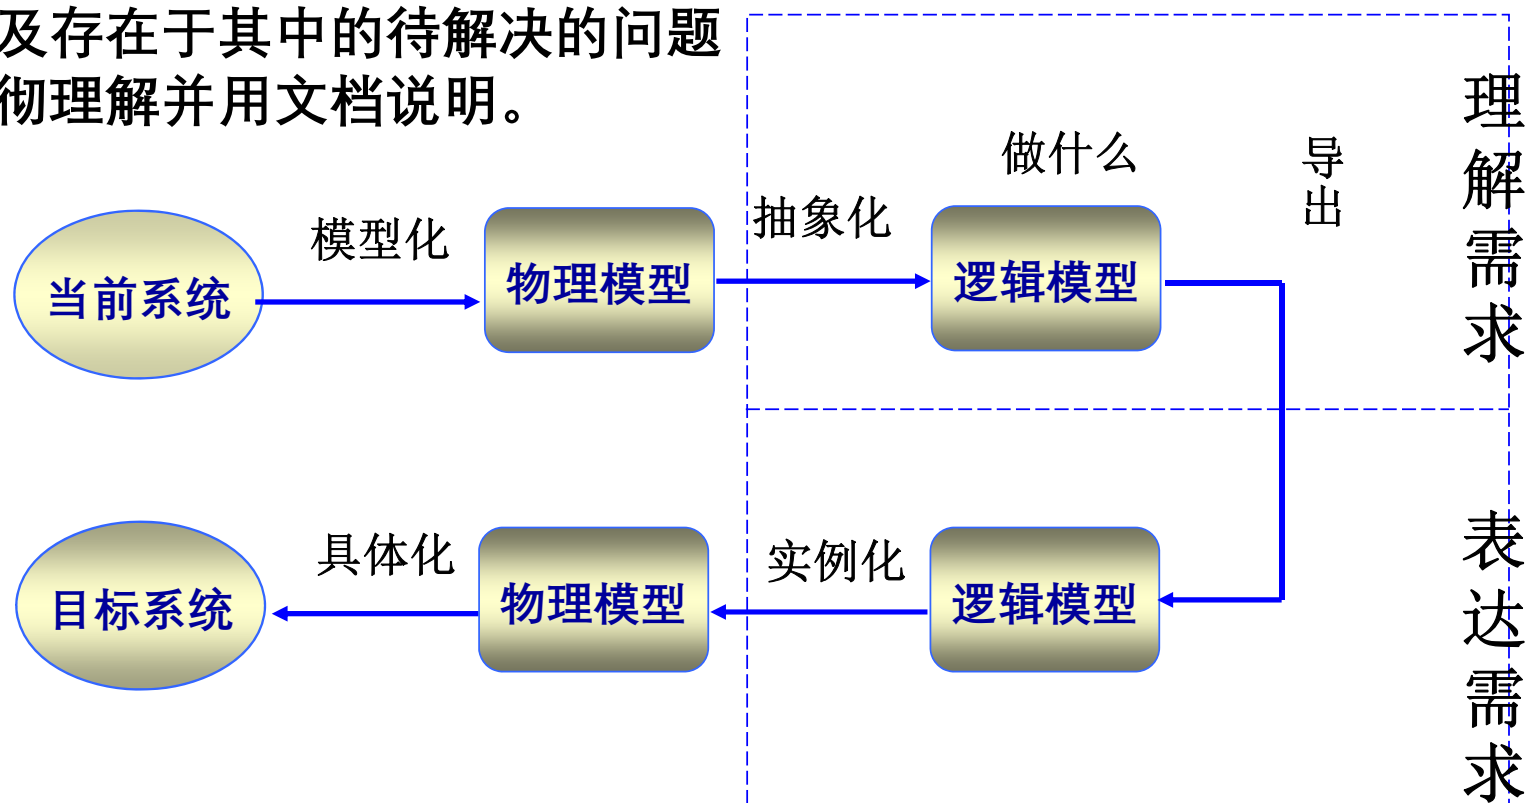 及存在于其中的待解决的问题
彻理解并用文档说明。
做什么
导出
理解需求
抽象化
模型化
当前系统
物理模型
逻辑模型
具体化
实例化
目标系统
物理模型
逻辑模型
表达需求